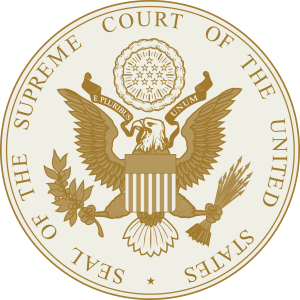 SEAL OF THE SUPREME COURT OF THE UNITED STATES
E PLURIBUS UNUM